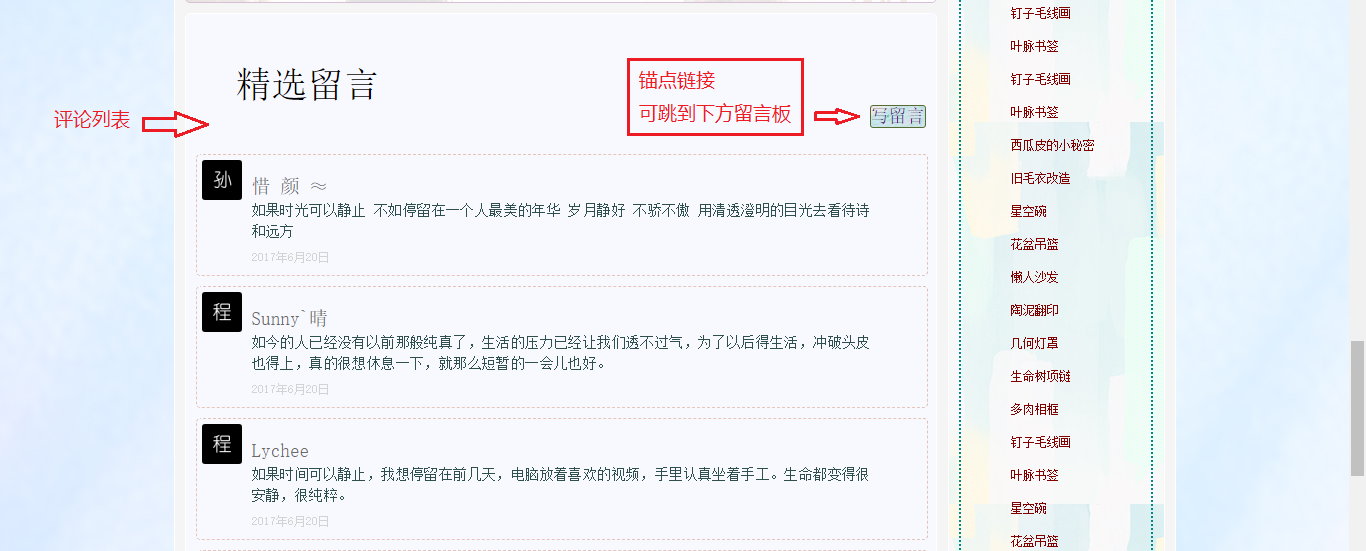 精选留言
锚点链接
可跳到下方留言板
评论列表
写留言
孙
惜 颜 ≈
如果时光可以静止 不如停留在一个人最美的年华 岁月静好 不骄不傲 用清透澄明的目光去看待诗
和远方
2017年6月20日
程
Sunny`晴
如今的人已经没有以前那般纯真了，生活的压力已经让我们透不过气，为了以后得生活，冲破头皮
也得上，真的很想休息一下，就那么短暂的一会儿也好。
2017年6月20日
程
Lychee
如果时间可以静止，我想停留在前几天，电脑放着喜欢的视频，手里认真坐着手工。生命都变得很
安静，很纯粹。
2017年6月20日
钉子毛线画
叶脉书签
钉子毛线画
叶脉书签
西瓜皮的小秘密
旧毛衣改造
星空碗
花盆吊篮
懒人沙发
陶泥翻印
几何灯罩
生命树项链
多肉相框
钉子毛线画
叶脉书签
星空碗
花盆吊篮